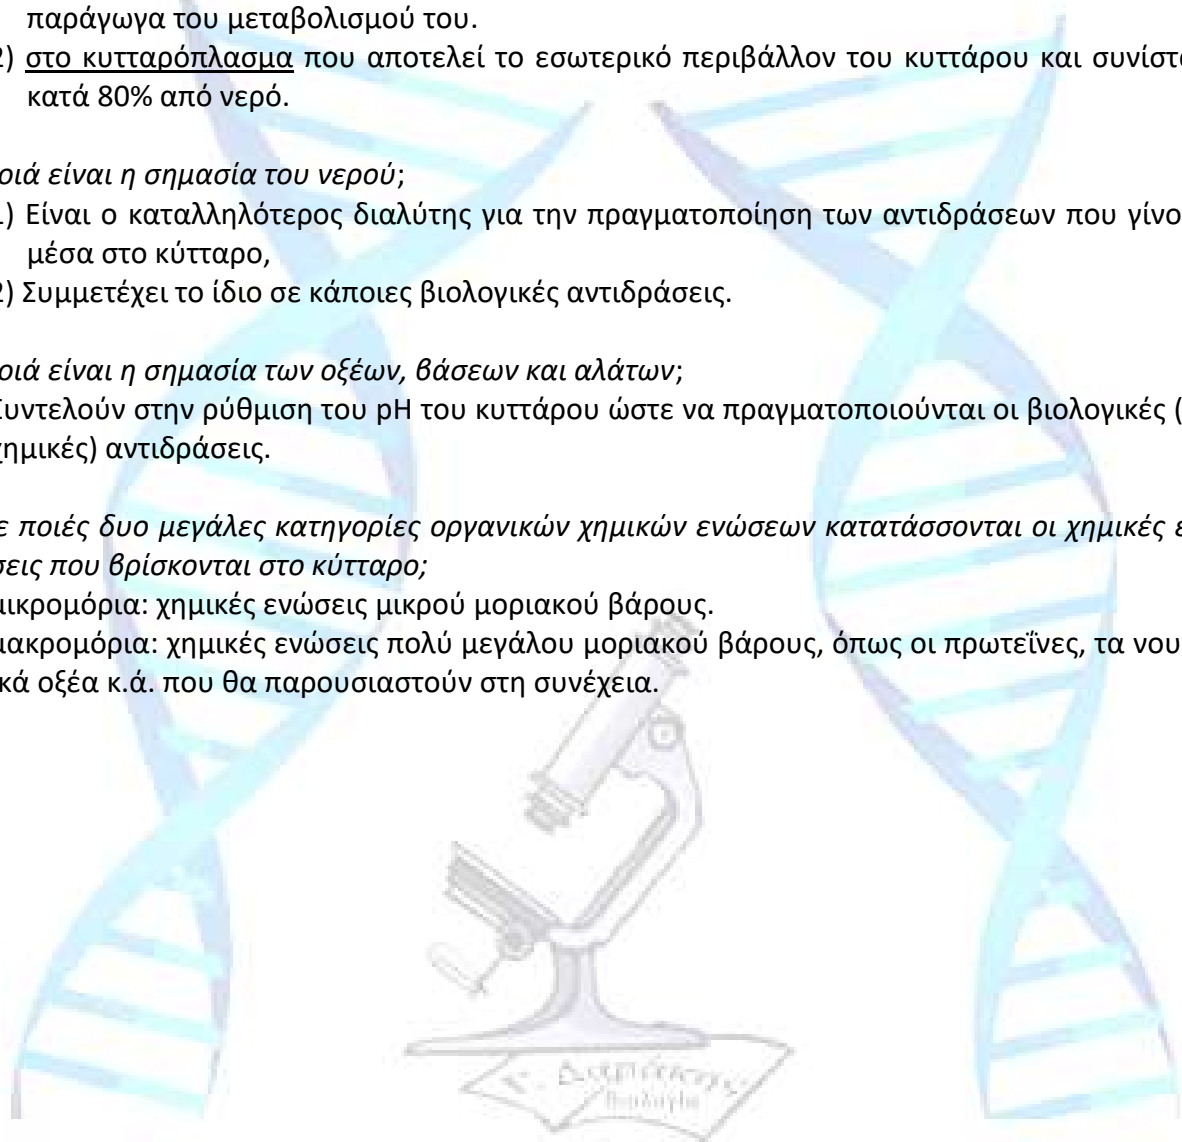 παράγωγα του μεταβολισμού του.
2) στο κυτταρόπλασμα που αποτελεί το εσωτερικό περιβάλλον του κυττάρου και συνίστα
κατά 80% από νερό.
οιά είναι η σημασία του νερού;
1) Είναι ο καταλληλότερος διαλύτης για την πραγματοποίηση των αντιδράσεων που γίνο
μέσα στο κύτταρο,
2) Συμμετέχει το ίδιο σε κάποιες βιολογικές αντιδράσεις.
οιά είναι η σημασία των οξέων, βάσεων και αλάτων;
Συντελούν στην ρύθμιση του pH του κυττάρου ώστε να πραγματοποιούνται οι βιολογικές (
χημικές) αντιδράσεις.
ε ποιές δυο μεγάλες κατηγορίες οργανικών χημικών ενώσεων κατατάσσονται οι χημικές ε
σεις που βρίσκονται στο κύτταρο;
μικρομόρια: χημικές ενώσεις μικρού μοριακού βάρους.
μακρομόρια: χημικές ενώσεις πολύ μεγάλου μοριακού βάρους, όπως οι πρωτεΐνες, τα νου
κά οξέα κ.ά. που θα παρουσιαστούν στη συνέχεια.
Βιολογία